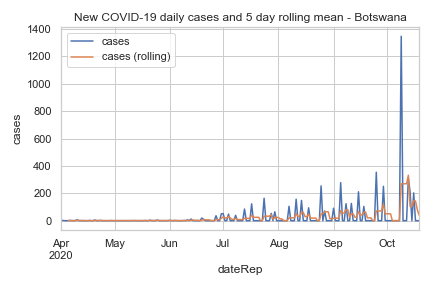 New COVID-19 daily cases and 5 day rolling mean - Botswana
cases
cases (rolling)
1400
1200
1000
800
600
400
200
0
cases
Apr
2020
May
Jun
Jul
Aug
Sep
Oct
dateRep